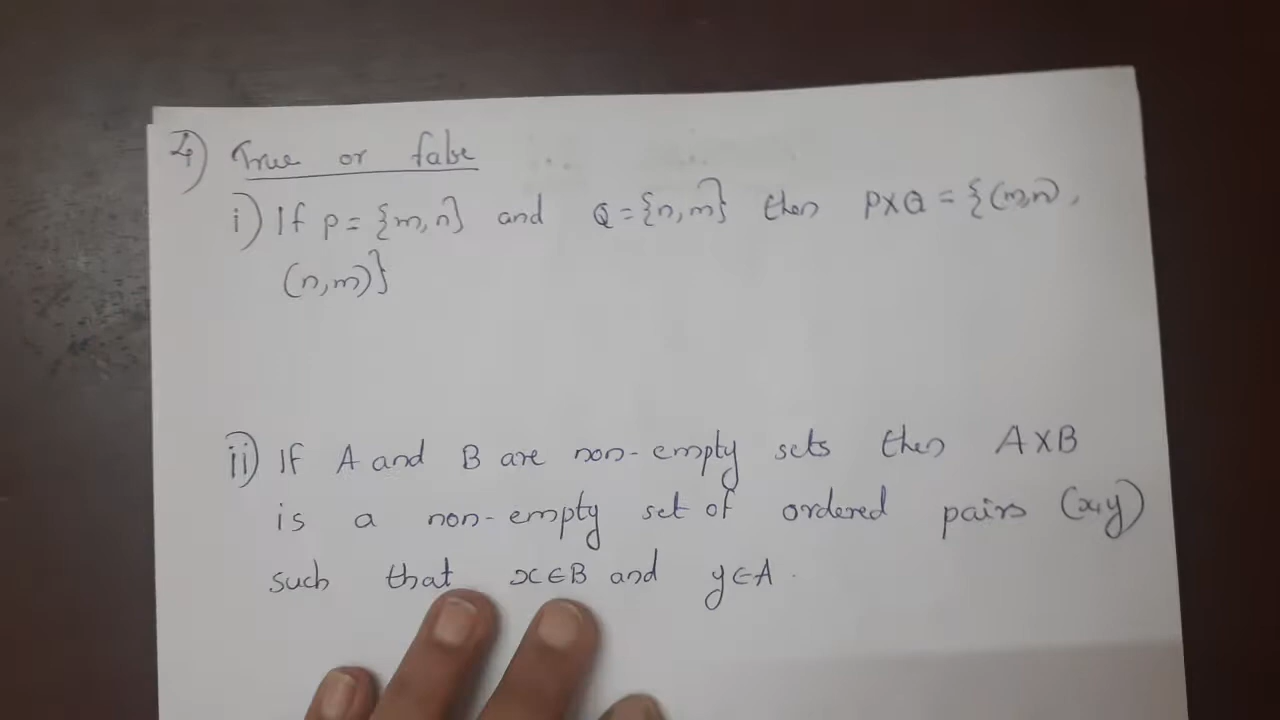 4) True or false
i) If P = {m, n} and Q = {n, m} then P×Q = {(m,n),
(n,m)}
ii) If A and B are non-empty sets then A×B
is a non-empty set of ordered pairs (x,y)
such that x∈B and y∈A.